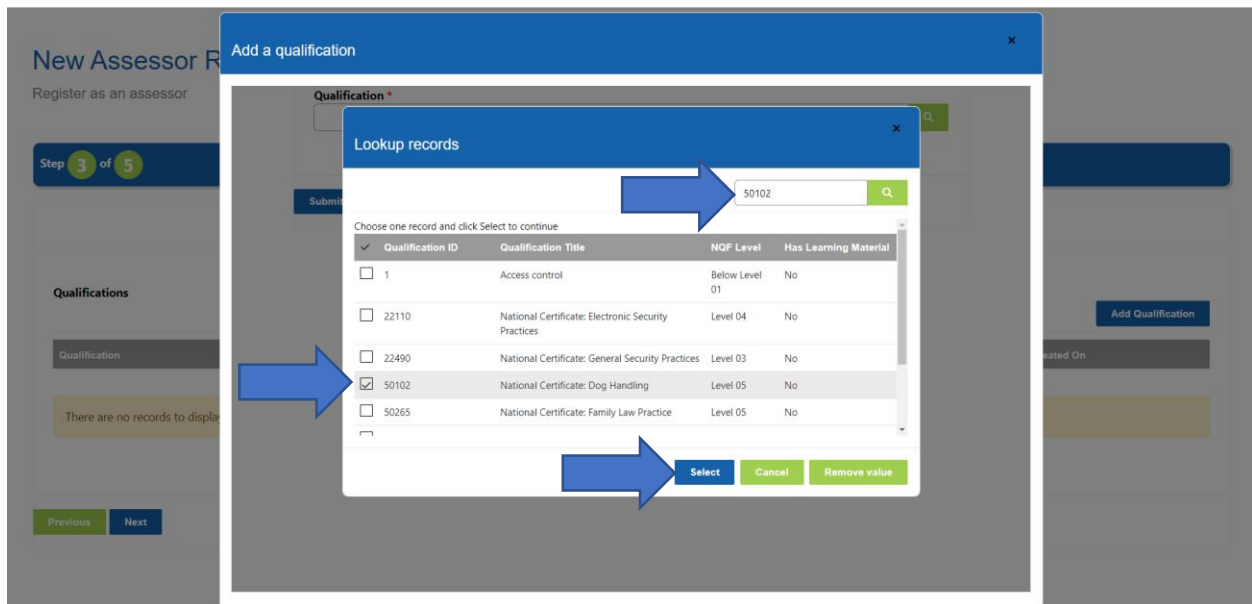 New Assessor R
Register as an assessor
Step 3 of 5
Add a qualification
×
Qualification *
Submit
Lookup records
×
50102
Choose one record and click Select to continue
✓ Qualification ID Qualification Title NQF Level Has Learning Material
1 Access control Below Level No
01
22110 National Certificate: Electronic Security Level 04 No
Practices
22490 National Certificate: General Security Practices Level 03 No
50102 National Certificate: Dog Handling Level 05 No
50265 National Certificate: Family Law Practice Level 05 No
Select Cancel Remove value
Qualifications
Add Qualification
Qualification eated On
There are no records to displa
Previous Next